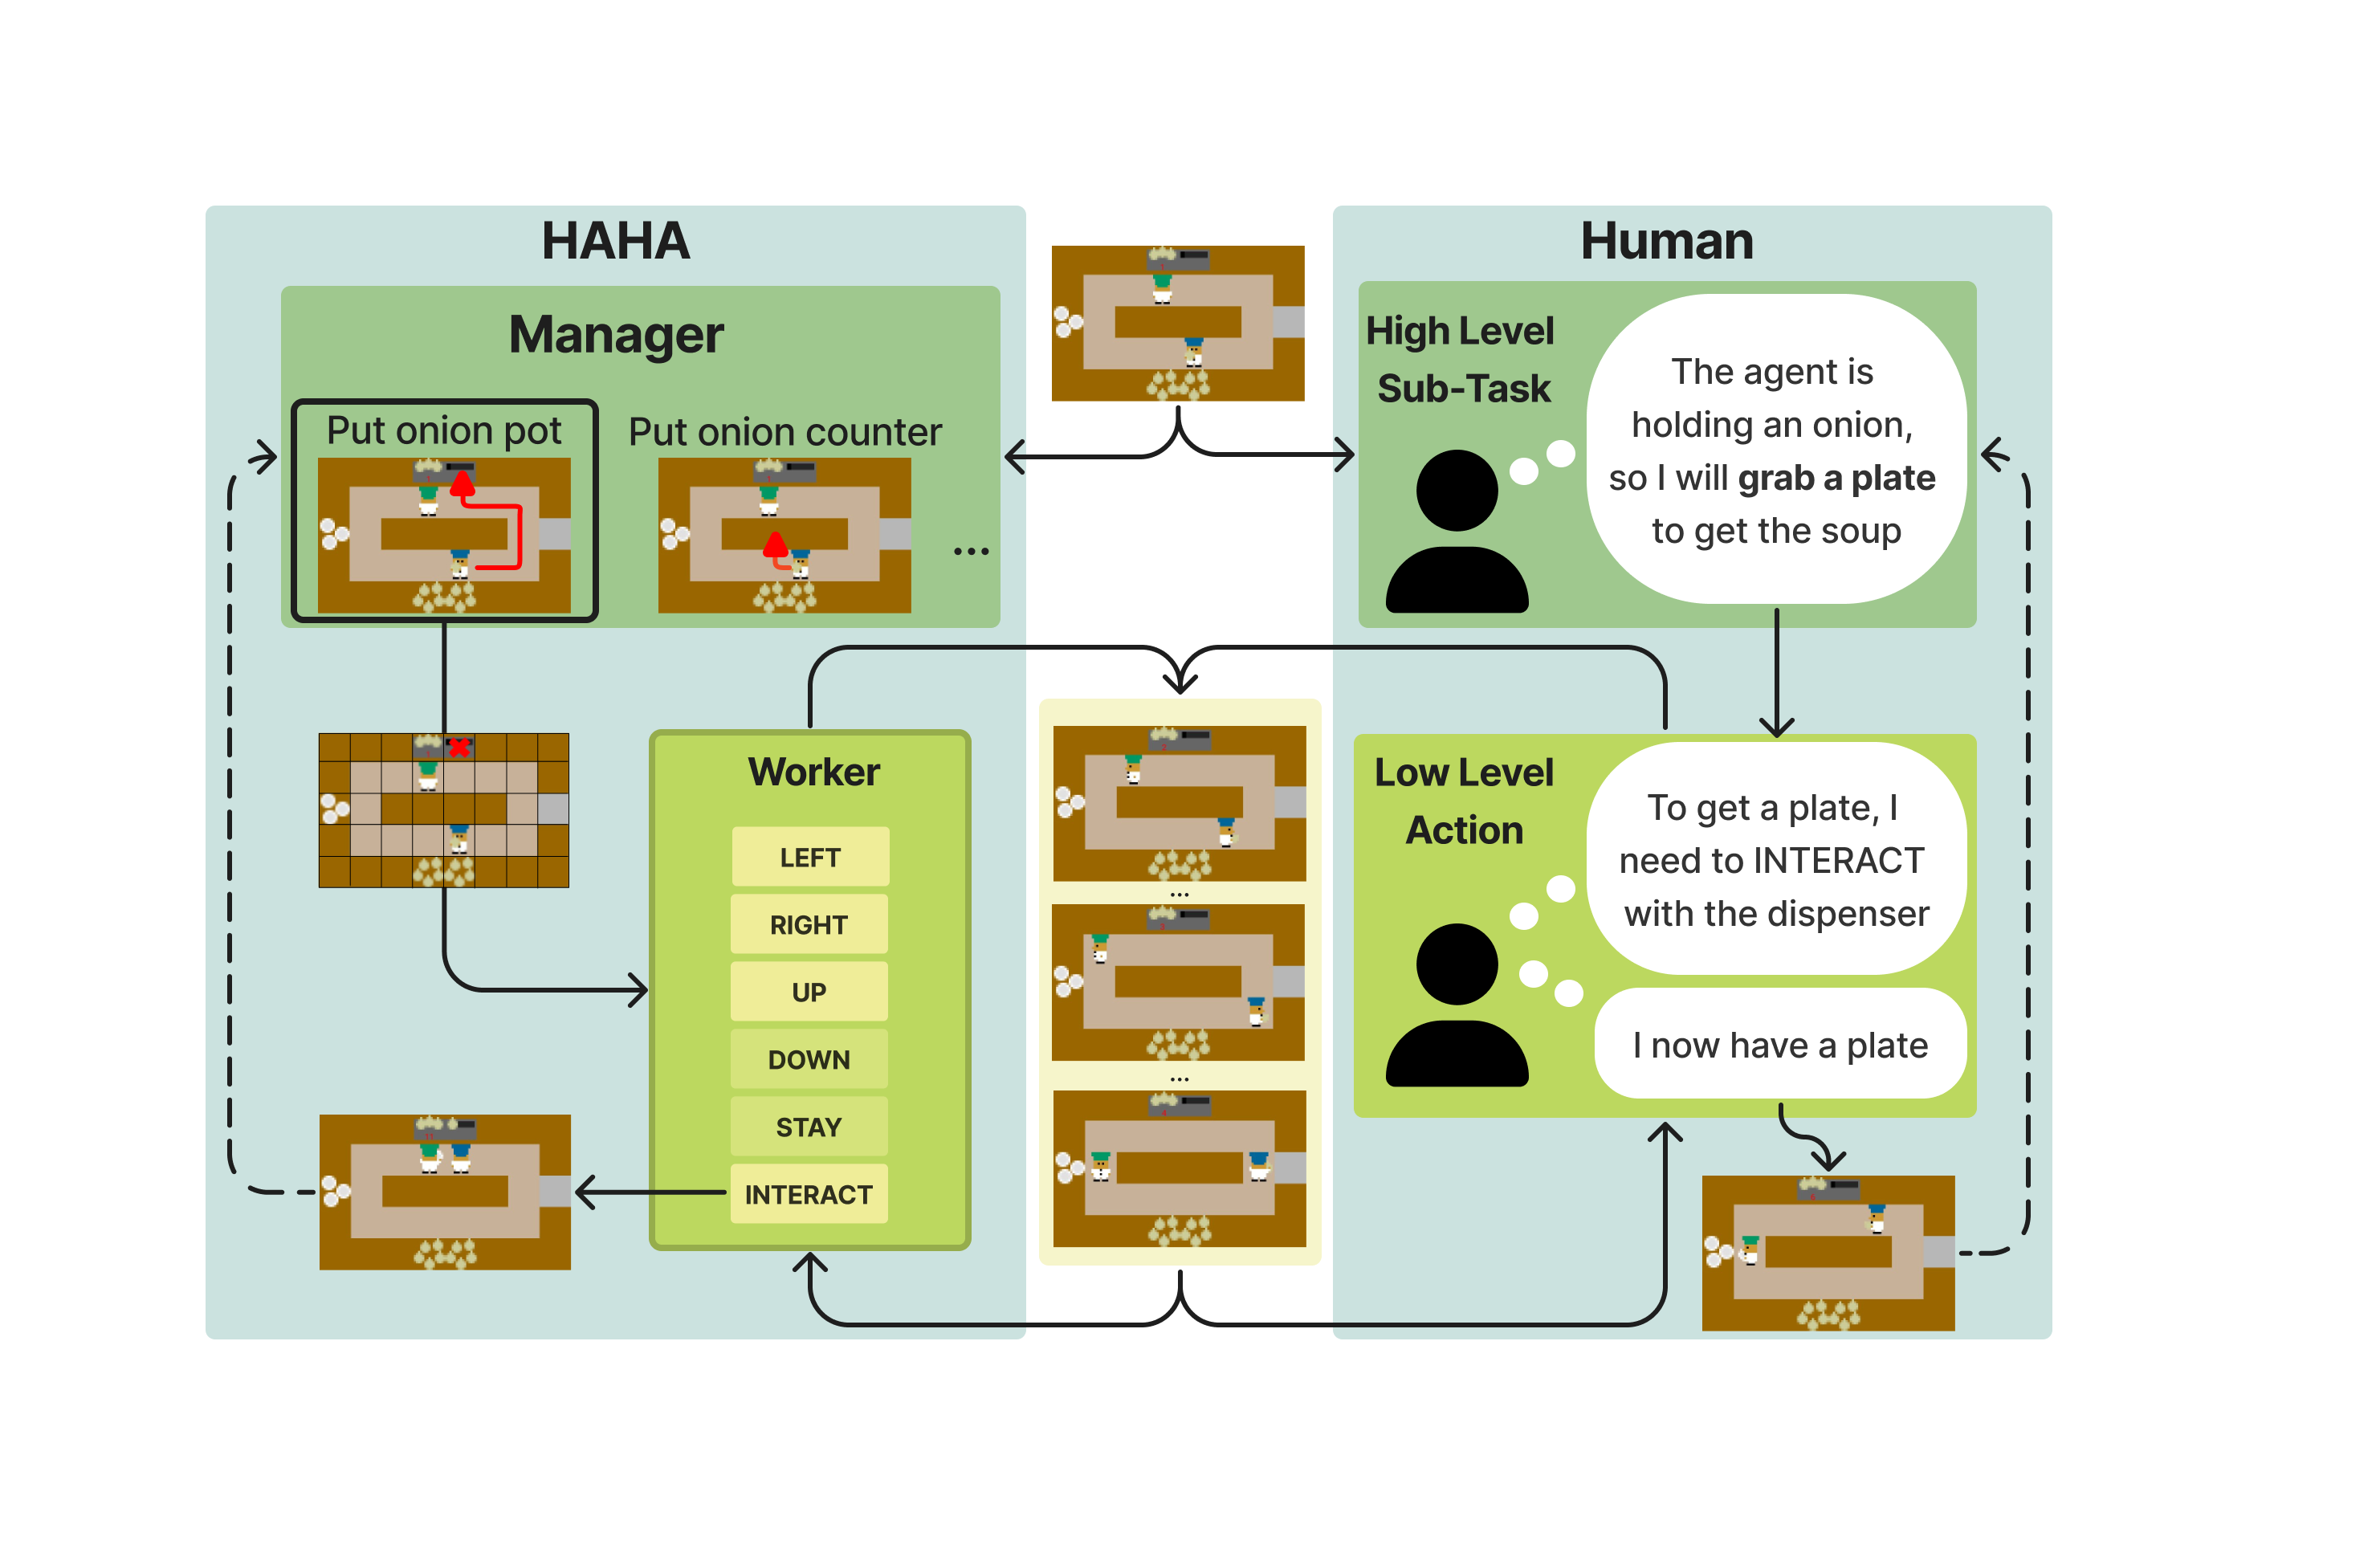 HAHA
Manager
Put onion pot
Put onion counter
...
Worker
LEFT
RIGHT
UP
DOWN
STAY
INTERACT
...
...
Human
High Level
Sub-Task
The agent is
holding an onion,
so I will grab a plate
to get the soup
Low Level
Action
To get a plate, I
need to INTERACT
with the dispenser
I now have a plate